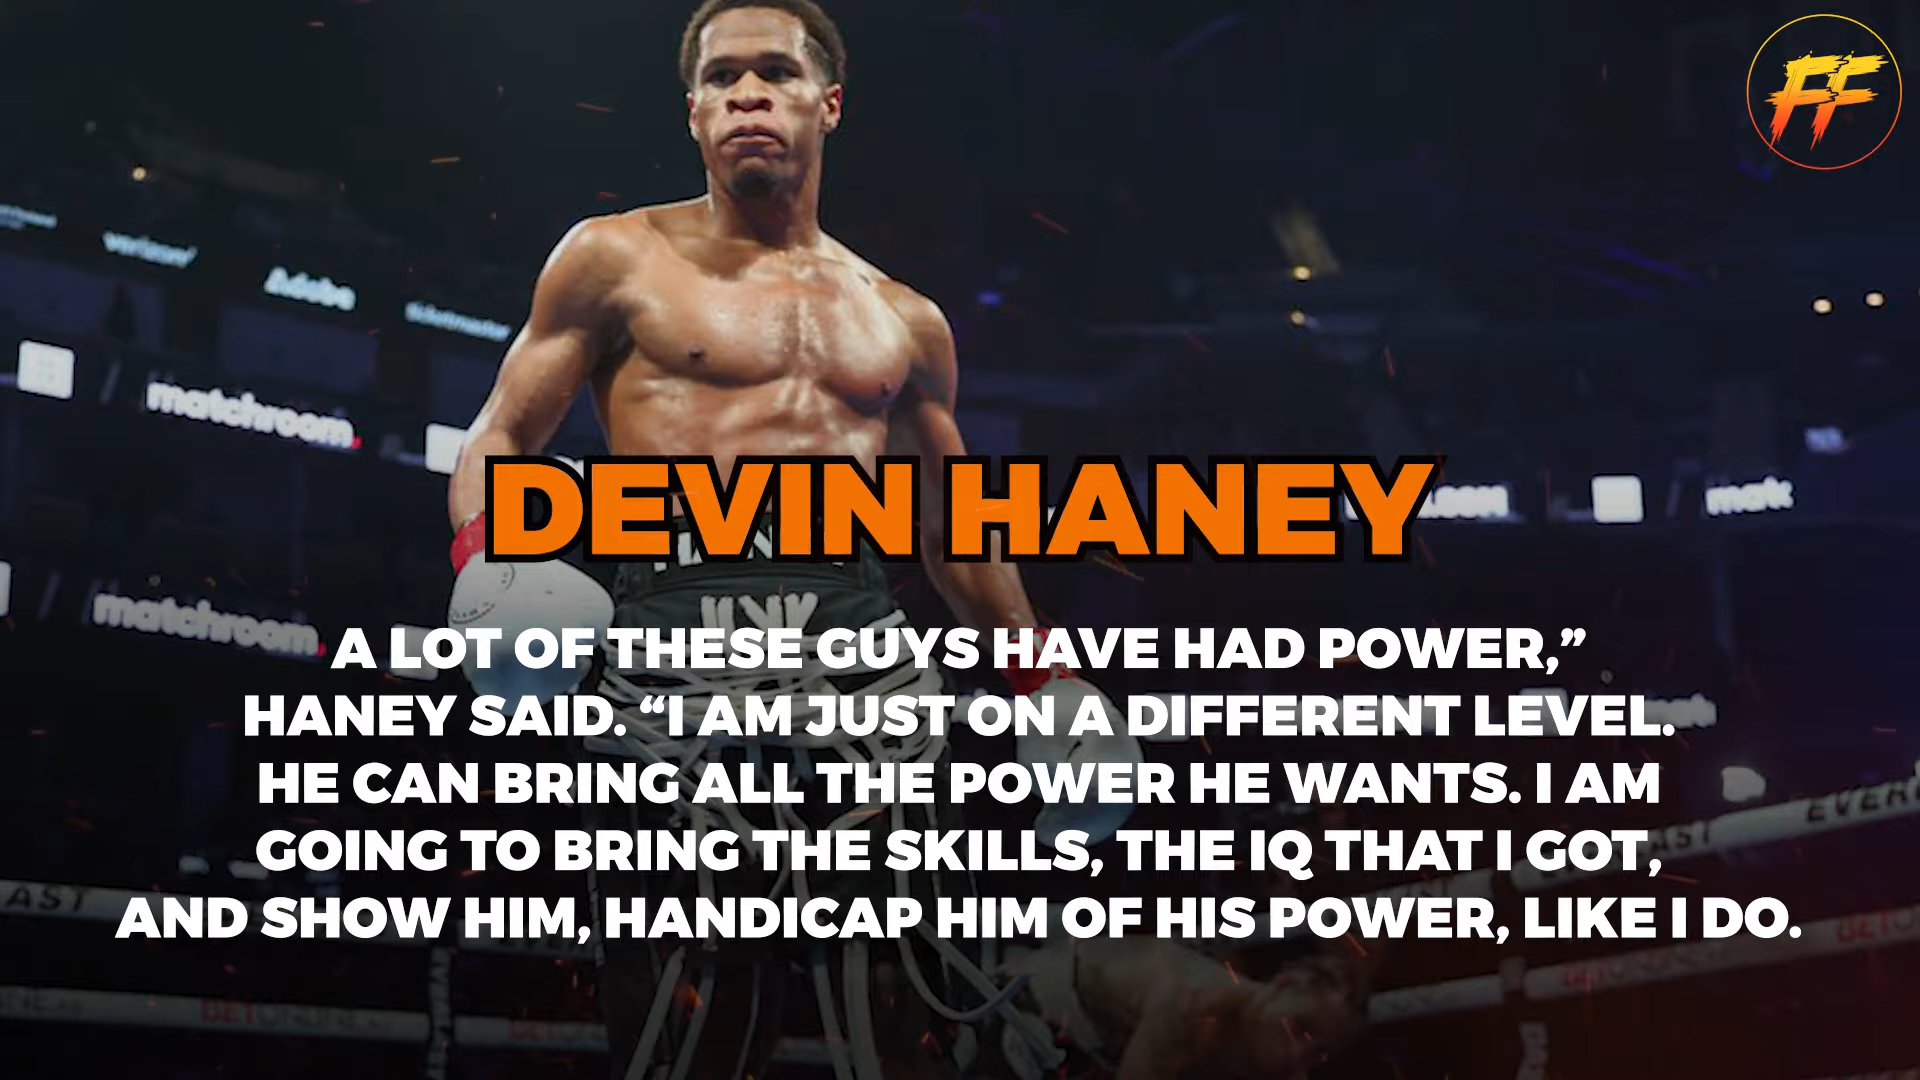 FF
verizon
Adobe
ticketmaster
matchroom.
DEVIN HANEY
matchroom.
A LOT OF THESE GUYS HAVE HAD POWER,”
HANEY SAID. “I AM JUST ON A DIFFERENT LEVEL.
HE CAN BRING ALL THE POWER HE WANTS. I AM
GOING TO BRING THE SKILLS, THE IQ THAT I GOT,
AND SHOW HIM, HANDICAP HIM OF HIS POWER, LIKE I DO.